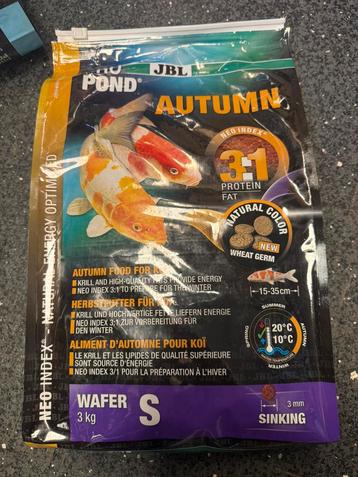 JBL
POND®
AUTUMN
NEO INDEX®
3:1
PROTEIN
FAT
NATURAL COLOR
NEW
WHEAT GERM
15-35cm
AUTUMN FOOD FOR
KRILL AND HIGH-QUALITY FATS PROVIDE ENERGY
NEO INDEX 3:1 TO PREPARE FOR THE WINTER
HERBSTFUTTER FÜR
KRILL UND HOCHWERTIGE FETTE LIEFERN ENERGIE
NEO INDEX 3:1 ZUR VORBEREITUNG FÜR
DEN WINTER
ALIMENT D'AUTOMNE POUR KOÏ
LE KRILL ET LES LIPIDES DE QUALITÉ SUPÉRIEURE
SONT SOURCE D'ÉNERGIE
NEO INDEX 3/1 POUR LA PRÉPARATION À L'HIVER
SPRING
SUMMER
AUTUMN
WINTER
20°C
10°C
WAFER S
3 kg
3 mm
SINKING
NEO INDEX® - NATURAL ENERGY OPTIMIZED